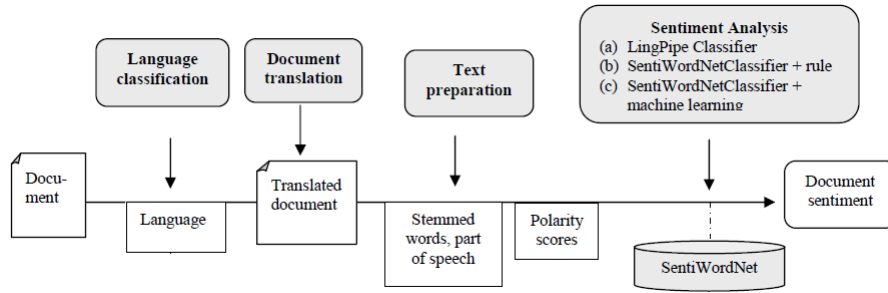 Language
classification
Document
translation
Text
preparation
Sentiment Analysis
(a) LingPipe Classifier
(b) SentiWordNetClassifier + rule
(c) SentiWordNetClassifier +
machine learning
Docu-
ment
Language
Translated
document
Stemmed
words, part
of speech
Polarity
scores
SentiWordNet
Document
sentiment